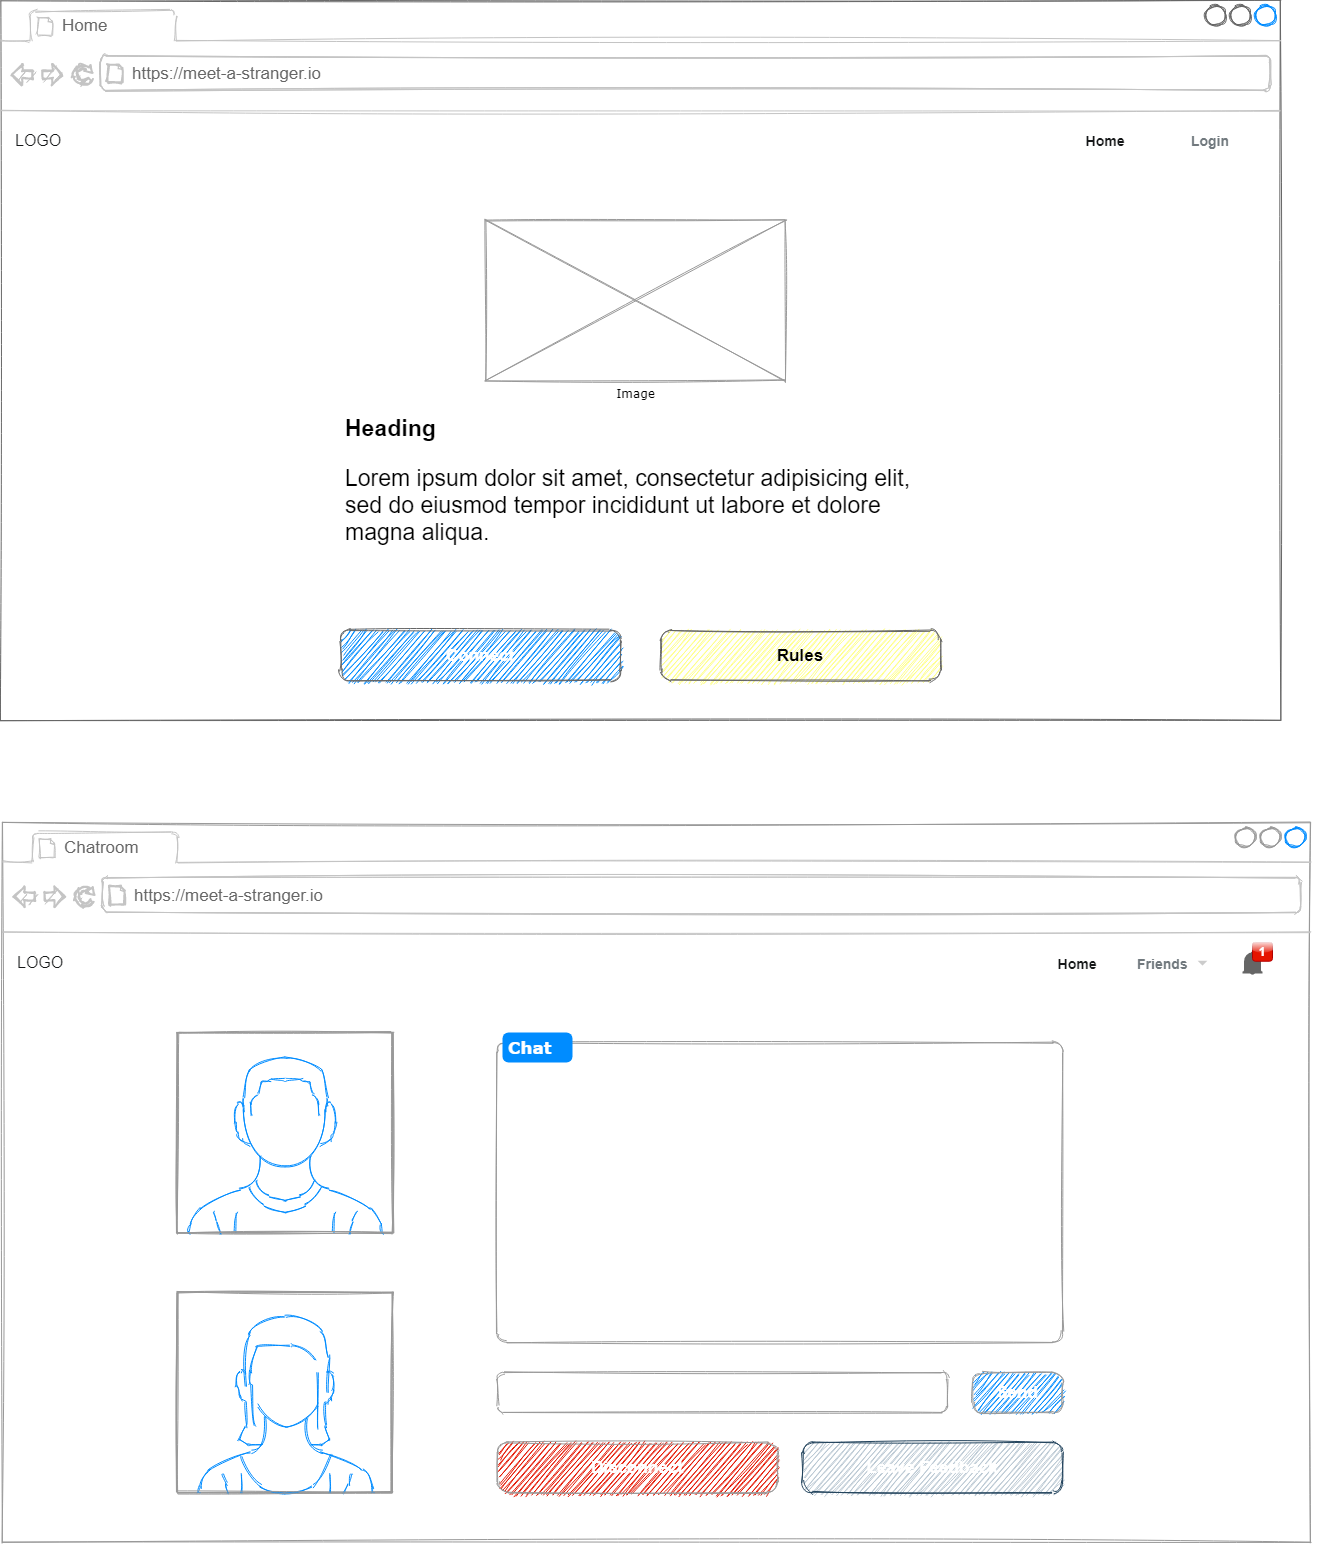 Home
https://meet-a-stranger.io
LOGO
Home
Login
Image
Heading
Lorem ipsum dolor sit amet, consectetur adipisicing elit,
sed do eiusmod tempor incididunt ut labore et dolore
magna aliqua.
Connect
Rules
Chatroom
https://meet-a-stranger.io
LOGO
Home
Friends
1
Chat
Send
Disconnect
Leave Feedback